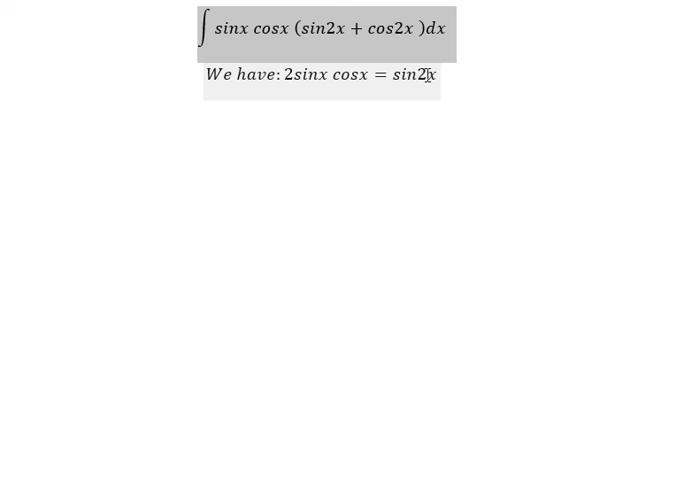 ∫ sinx cosx (sin2x + cos2x )dx
We have: 2sinx cosx = sin2x